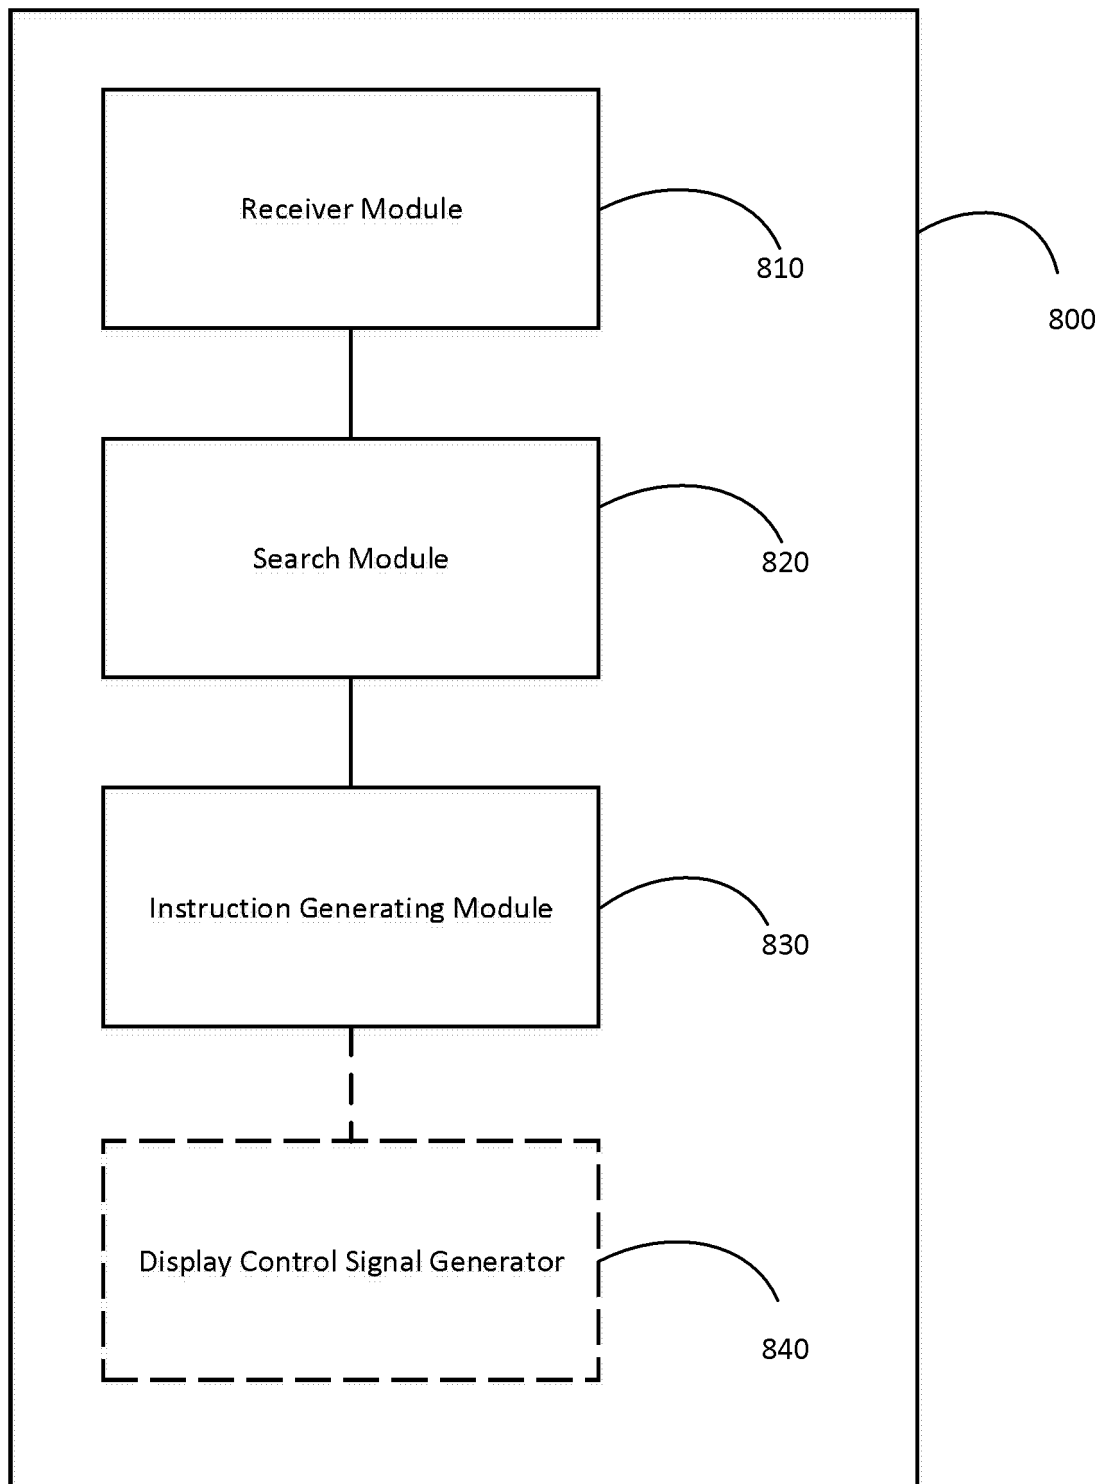 Receiver Module
810
800
Search Module
820
Instruction Generating Module
830
Display Control Signal Generator
840